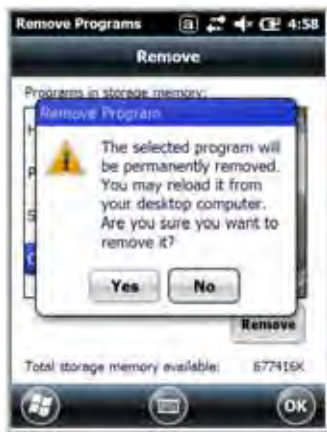 Remove Programs a 4:58
Remove
Programs in storage memory:
Remove Program
The selected program will
be permanently removed.
You may reload it from
your desktop computer.
Are you sure you want to
remove it?
Yes No
Remove
Total storage memory available: 677416K
OK